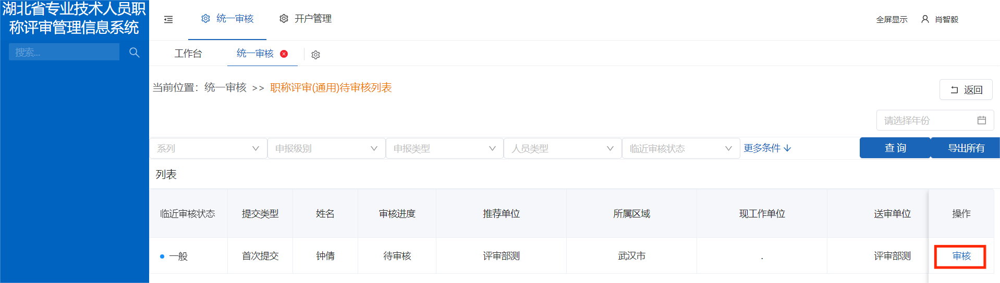 湖北省专业技术人员职
称评审管理信息系统
搜索...
统一审核 开户管理
全屏显示 肖智毅
工作台 统一审核
当前位置：统一审核 >> 职称评审(通用)待审核列表
返回
请选择年份
系列 申报级别 申报类型 人员类型 临近审核状态 更多条件 查 询 导出所有
列表
临近审核状态 提交类型 姓名 审核进度 推荐单位 所属区域 现工作单位 送审单位 操作
一般 首次提交 钟倩 待审核 评审部测 武汉市 . 评审部测 审核